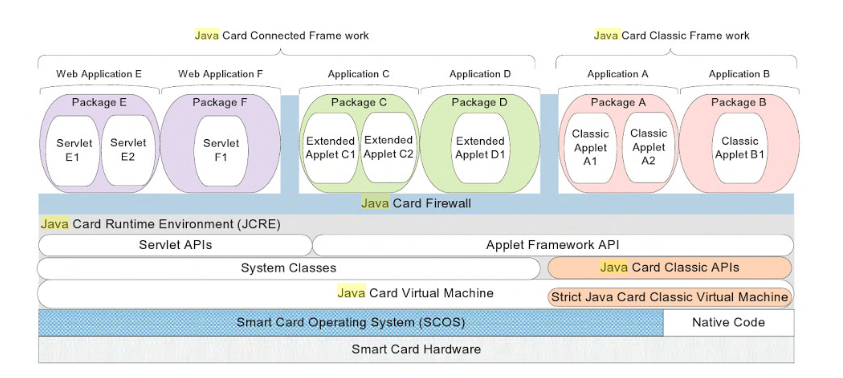 Java Card Connected Frame work
Java Card Classic Frame work
Web Application E
Web Application F
Application C
Application D
Application A
Application B
Package E
Package F
Package C
Package D
Package A
Package B
Servlet
E1
Servlet
E2
Servlet
F1
Extended
Applet C1
Extended
Applet C2
Extended
Applet D1
Classic
Applet
A1
Classic
Applet
A2
Classic
Applet B1
Java Card Firewall
Java Card Runtime Environment (JCRE)
Servlet APIs
Applet Framework API
System Classes
Java Card Classic APIs
Java Card Virtual Machine
Strict Java Card Classic Virtual Machine
Smart Card Operating System (SCOS)
Native Code
Smart Card Hardware